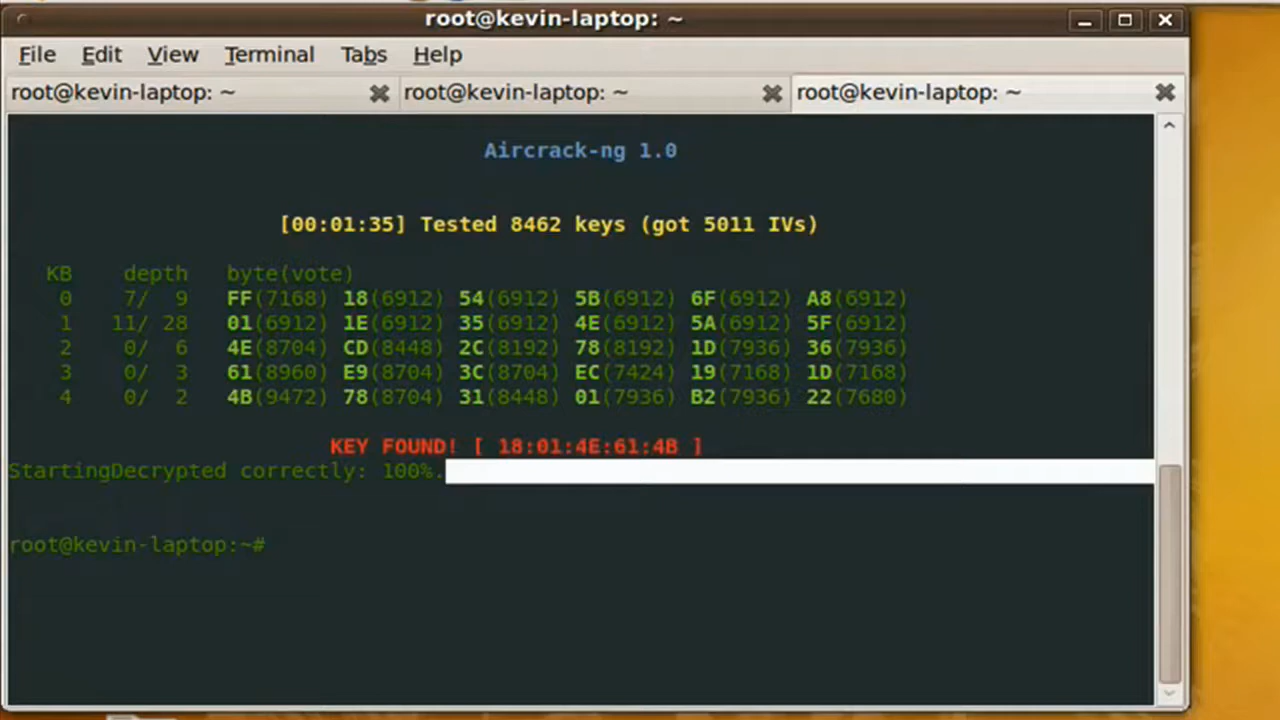 root@kevin-laptop: ~
File Edit View Terminal Tabs Help
root@kevin-laptop: ~ root@kevin-laptop: ~ root@kevin-laptop: ~
Aircrack-ng 1.0
[00:01:35] Tested 8462 keys (got 5011 IVs)
KB depth byte(vote)
0 7/ 9 FF(7168) 18(6912) 54(6912) 5B(6912) 6F(6912) A8(6912)
1 11/ 28 01(6912) 1E(6912) 35(6912) 4E(6912) 5A(6912) 5F(6912)
2 0/ 6 4E(8704) CD(8448) 2C(8192) 78(8192) 1D(7936) 36(7936)
3 0/ 3 61(8960) E9(8704) 3C(8704) EC(7424) 19(7168) 1D(7168)
4 0/ 2 4B(9472) 78(8704) 31(8448) 01(7936) B2(7936) 22(7680)
KEY FOUND! [ 18:01:4E:61:4B ]
StartingDecrypted correctly: 100%.
root@kevin-laptop:~#